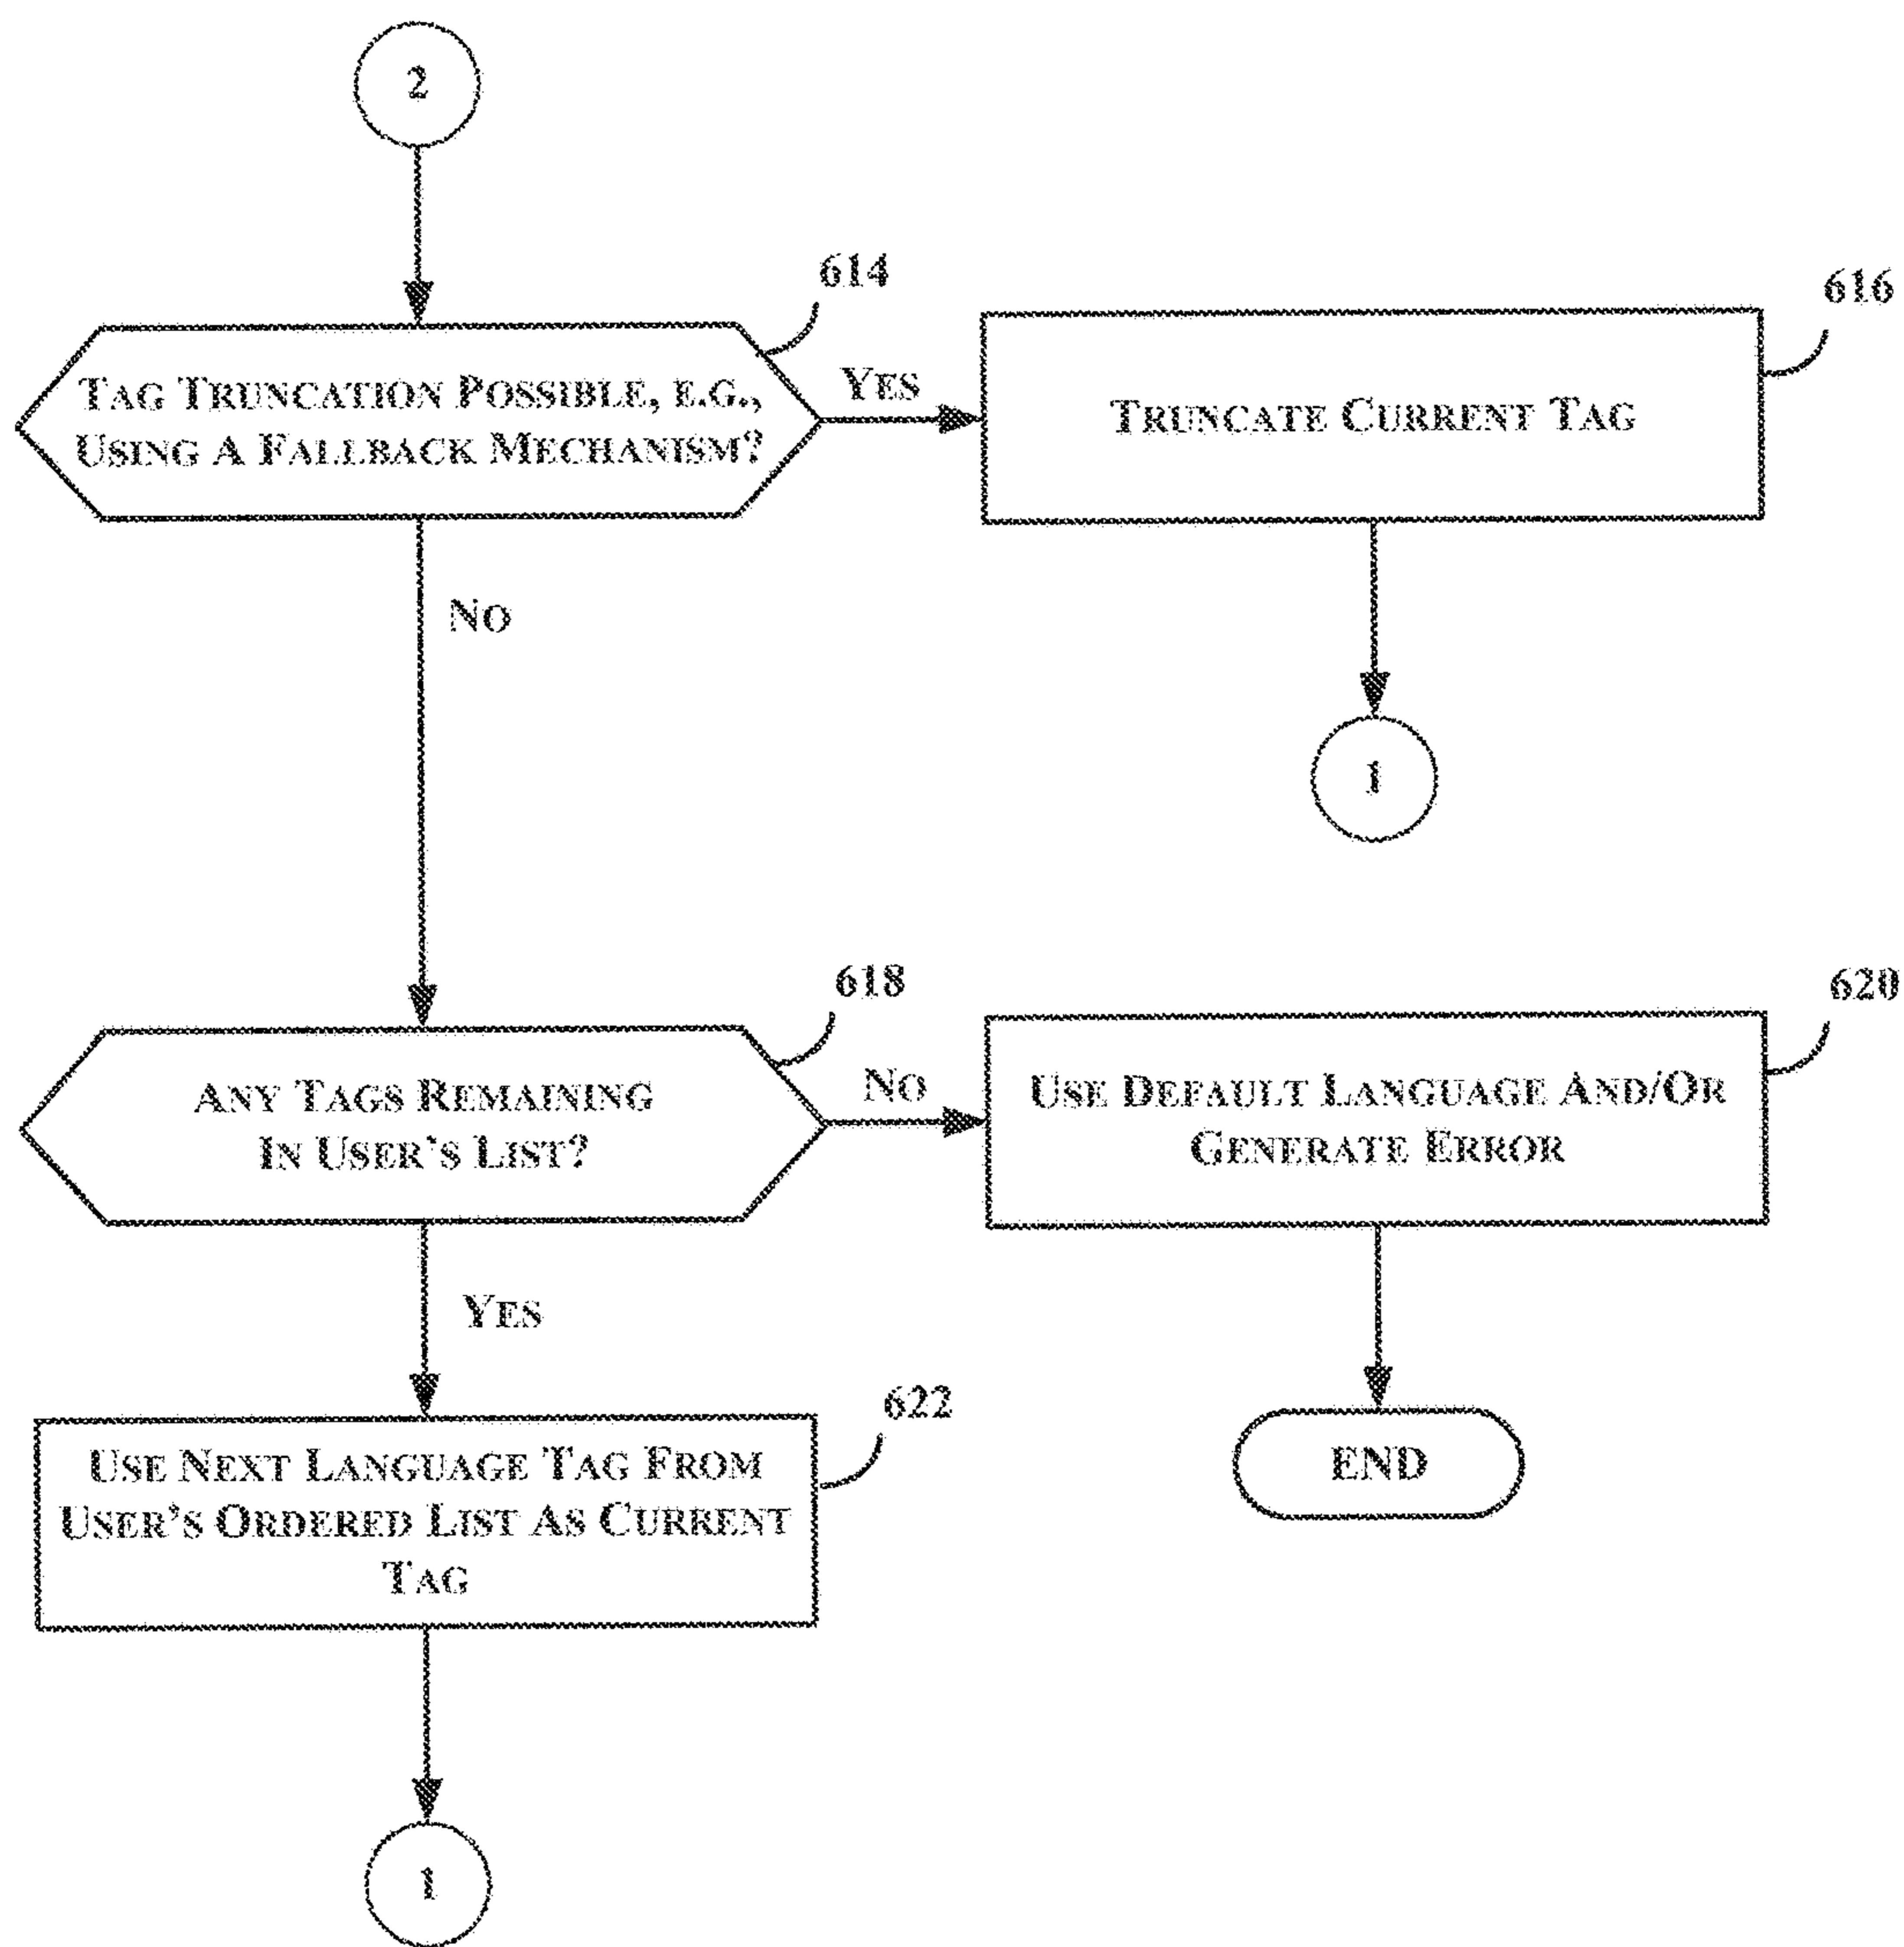 2
614
TAG TRUNCATION POSSIBLE, E.G.,
USING A FALLBACK MECHANISM?
YES
616
TRUNCATE CURRENT TAG
NO
1
618
ANY TAGS REMAINING
IN USER'S LIST?
NO
620
USE DEFAULT LANGUAGE AND/OR
GENERATE ERROR
YES
END
622
USE NEXT LANGUAGE TAG FROM
USER'S ORDERED LIST AS CURRENT
TAG
1